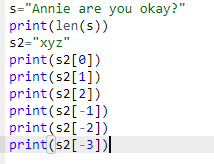 s="Annie are you okay?"
print(len(s))
s2="xyz"
print(s2[0])
print(s2[1])
print(s2[2])
print(s2[-1])
print(s2[-2])
print(s2[-3])